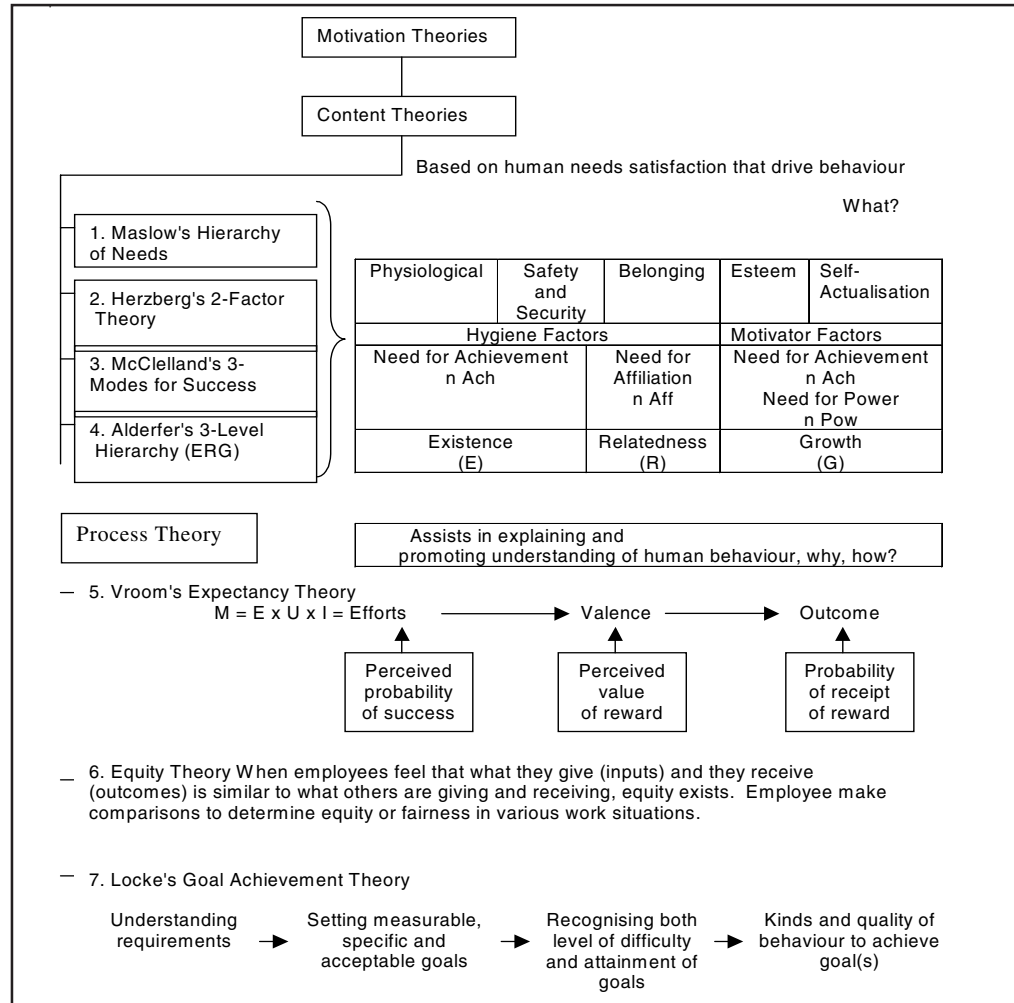 Motivation Theories
Content Theories
Based on human needs satisfaction that drive behaviour
What?
1. Maslow's Hierarchy
of Needs
2. Herzberg's 2-Factor
Theory
3. McClelland's 3-
Modes for Success
4. Alderfer's 3-Level
Hierarchy (ERG)
Physiological
Safety
and
Security
Belonging
Esteem
Self-
Actualisation
Hygiene Factors
Motivator Factors
Need for Achievement
n Ach
Need for
Affiliation
n Aff
Need for Achievement
n Ach
Need for Power
n Pow
Existence
(E)
Relatedness
(R)
Growth
(G)
Process Theory
Assists in explaining and
promoting understanding of human behaviour, why, how?
5. Vroom's Expectancy Theory
M = E x U x I = Efforts
Valence
Outcome
Perceived
probability
of success
Perceived
value
of reward
Probability
of receipt
of reward
6. Equity Theory When employees feel that what they give (inputs) and they receive
(outcomes) is similar to what others are giving and receiving, equity exists. Employee make
comparisons to determine equity or fairness in various work situations.
7. Locke's Goal Achievement Theory
Understanding
requirements
Setting measurable,
specific and
acceptable goals
Recognising both
level of difficulty
and attainment of
goals
Kinds and quality of
behaviour to achieve
goal(s)